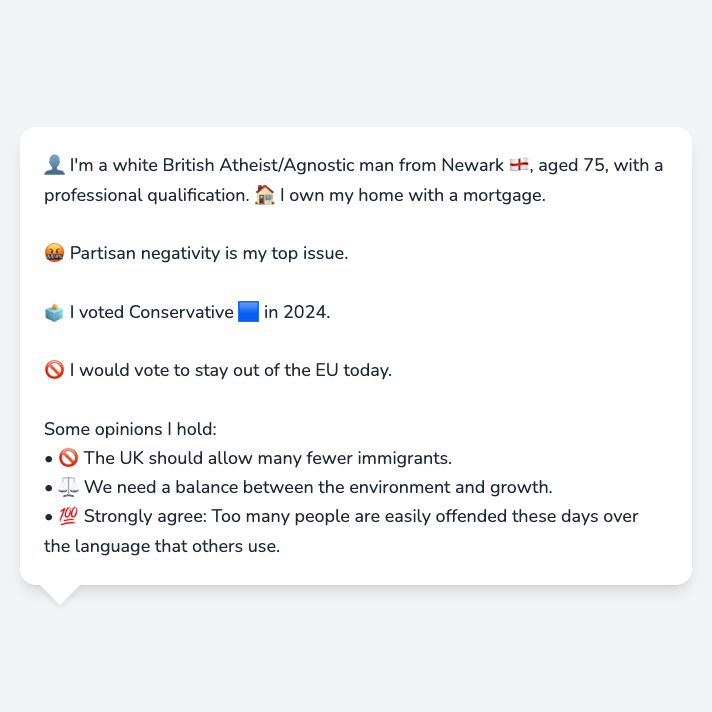 👤 I'm a white British Atheist/Agnostic man from Newark 🏴󠁧󠁢󠁥󠁮󠁧󠁿, aged 75, with a
professional qualification. 🏠 I own my home with a mortgage.
🤬 Partisan negativity is my top issue.
🗳️ I voted Conservative 🟦 in 2024.
🚫 I would vote to stay out of the EU today.
Some opinions I hold:
• 🚫 The UK should allow many fewer immigrants.
• ⚖️ We need a balance between the environment and growth.
• 💯 Strongly agree: Too many people are easily offended these days over
the language that others use.